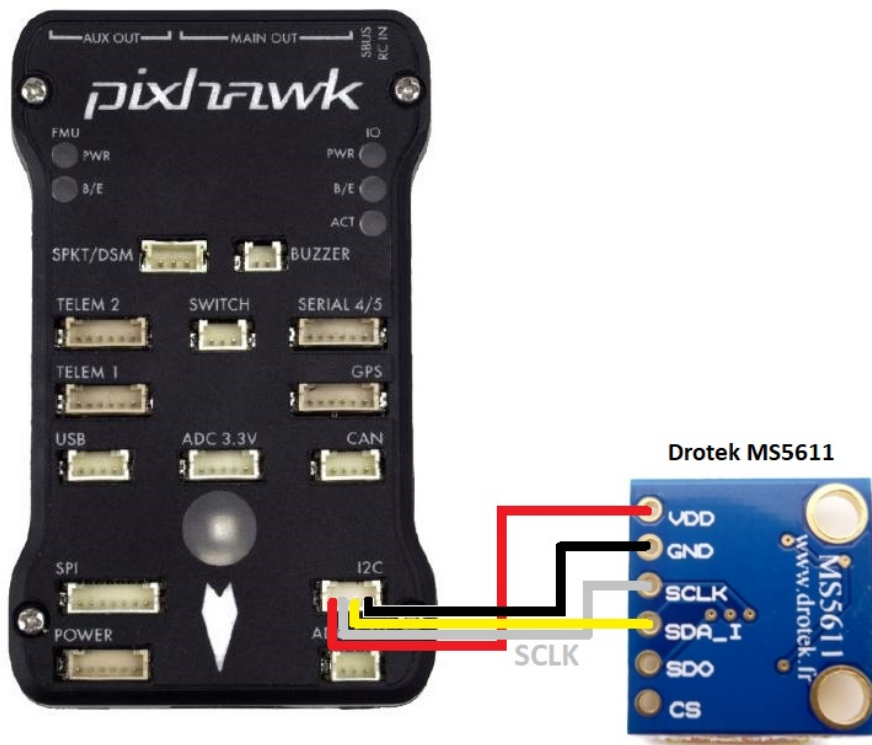 AUX OUT
MAIN OUT
SBUS
RC IN
pixhawk
FMU
IO
PWR
PWR
B/E
B/E
ACT
SPKT/DSM
BUZZER
TELEM 2
SWITCH
SERIAL 4/5
TELEM 1
GPS
USB
ADC 3.3V
CAN
Drotek MS5611
VDD
GND
SCLK
SDA_I
SDO
CS
MS5611
www.drotek.fr
SPI
I2C
POWER
SCLK